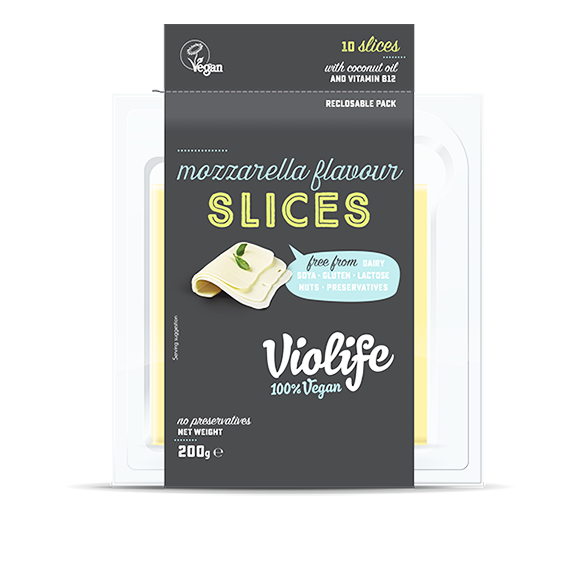 Vegan
10 slices
with coconut oil
AND VITAMIN B12
RECLOSABLE PACK
mozzarella flavour
SLICES
free from DAIRY
SOYA · GLUTEN · LACTOSE
NUTS · PRESERVATIVES
Serving suggestion
Violife
100% Vegan
no preservatives
NET WEIGHT
200g ℮